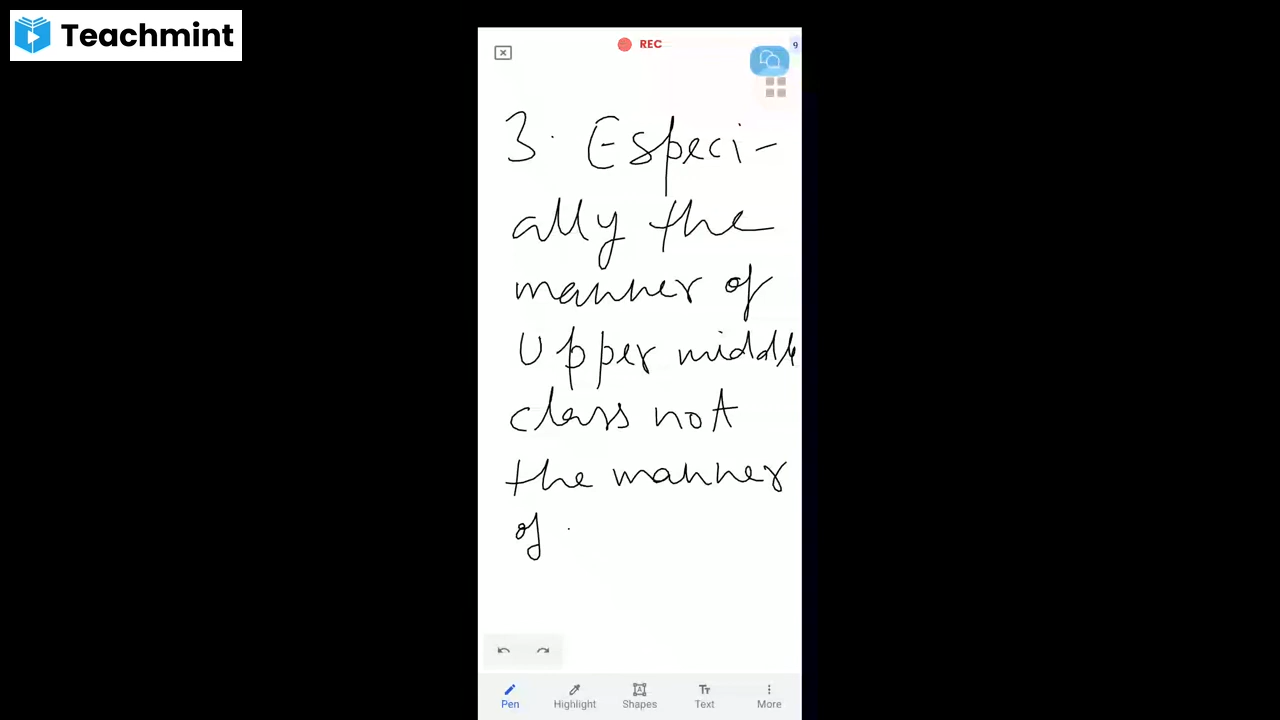 Teachmint
REC
9
3. Especi-
ally the
manner of
Upper middle
class not
the manner
of .
Pen
Highlight
Shapes
Text
More